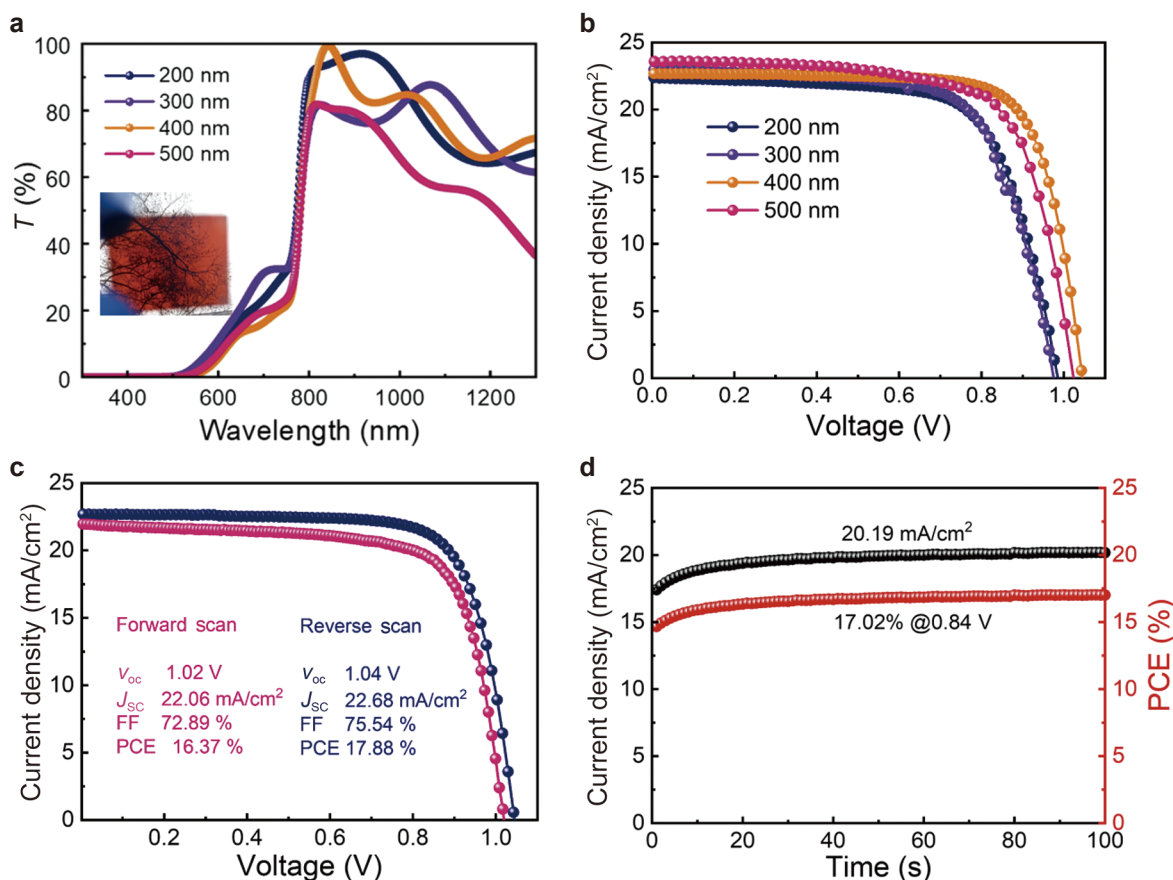 a
100
80
60
40
20
0
T (%)
200 nm
300 nm
400 nm
500 nm
400 600 800 1000 1200
Wavelength (nm)
b
25
20
15
10
5
0
Current density (mA/cm²)
200 nm
300 nm
400 nm
500 nm
0.0 0.2 0.4 0.6 0.8 1.0
Voltage (V)
c
25
20
15
10
5
0
Current density (mA/cm²)
Forward scan
Voc 1.02 V
JSC 22.06 mA/cm²
FF 72.89 %
PCE 16.37 %
Reverse scan
Voc 1.04 V
JSC 22.68 mA/cm²
FF 75.54 %
PCE 17.88 %
0.2 0.4 0.6 0.8 1.0
Voltage (V)
d
25
20
15
10
5
0
Current density (mA/cm²)
20.19 mA/cm²
17.02% @0.84 V
25
20
15
10
5
0
PCE (%)
0 20 40 60 80 100
Time (s)